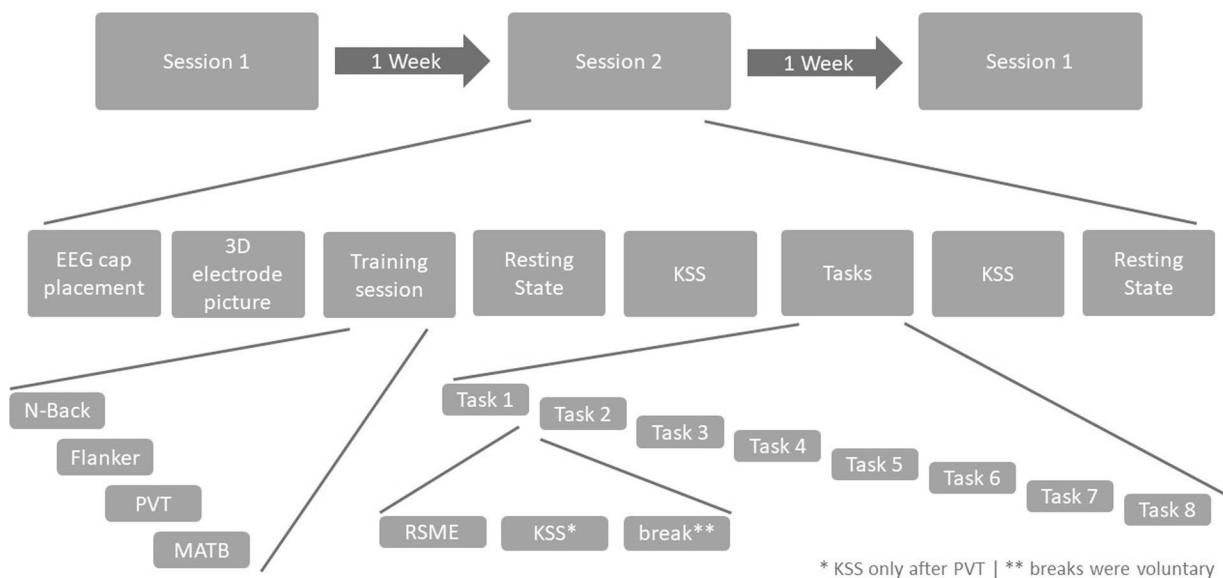 Session 1
1 Week
Session 2
1 Week
Session 1
EEG cap
placement
3D
electrode
picture
Training
session
Resting
State
KSS
Tasks
KSS
Resting
State
N-Back
Flanker
PVT
MATB
Task 1
Task 2
Task 3
Task 4
Task 5
Task 6
Task 7
Task 8
RSME
KSS*
break**
* KSS only after PVT | ** breaks were voluntary